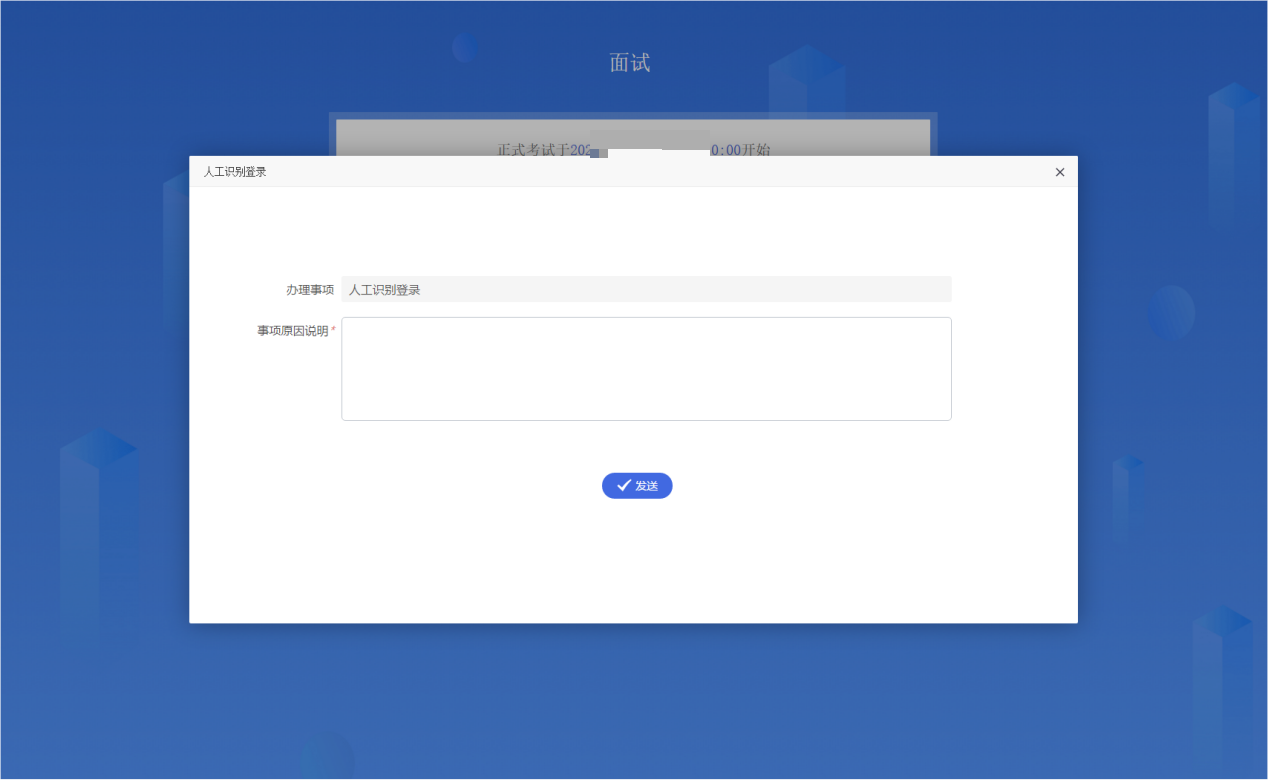 面试
正式考试于202 0:00开始
人工识别登录
办理事项 人工识别登录
事项原因说明*
发送